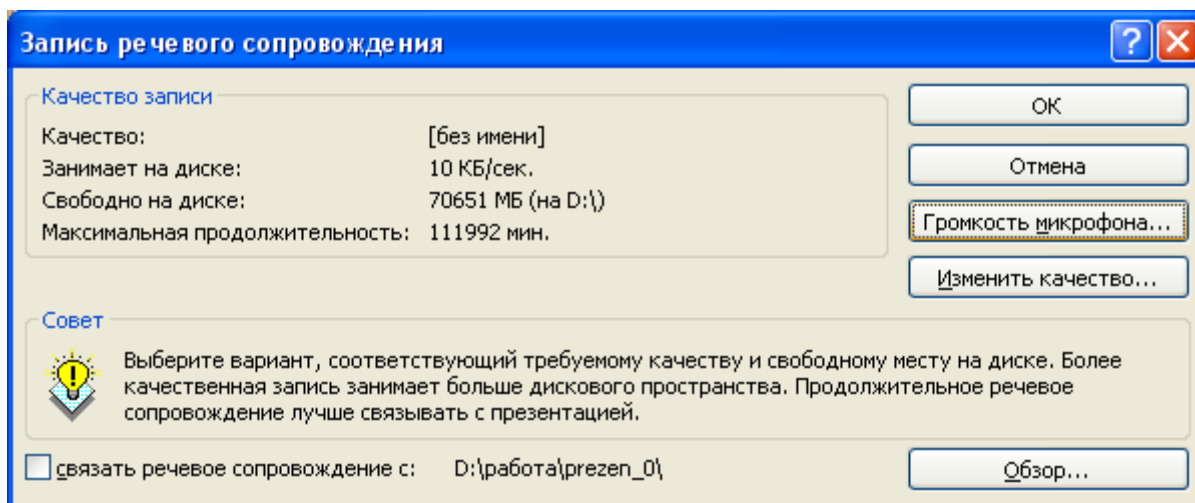 Запись речевого сопровождения
Качество записи
Качество: [без имени]
Занимает на диске: 10 КБ/сек.
Свободно на диске: 70651 МБ (на D:\)
Максимальная продолжительность: 111992 мин.
ОК
Отмена
Громкость микрофона...
Изменить качество...
Совет
Выберите вариант, соответствующий требуемому качеству и свободному месту на диске. Более
качественная запись занимает больше дискового пространства. Продолжительное речевое
сопровождение лучше связывать с презентацией.
связать речевое сопровождение с: D:\работа\prezen_0\
Обзор...